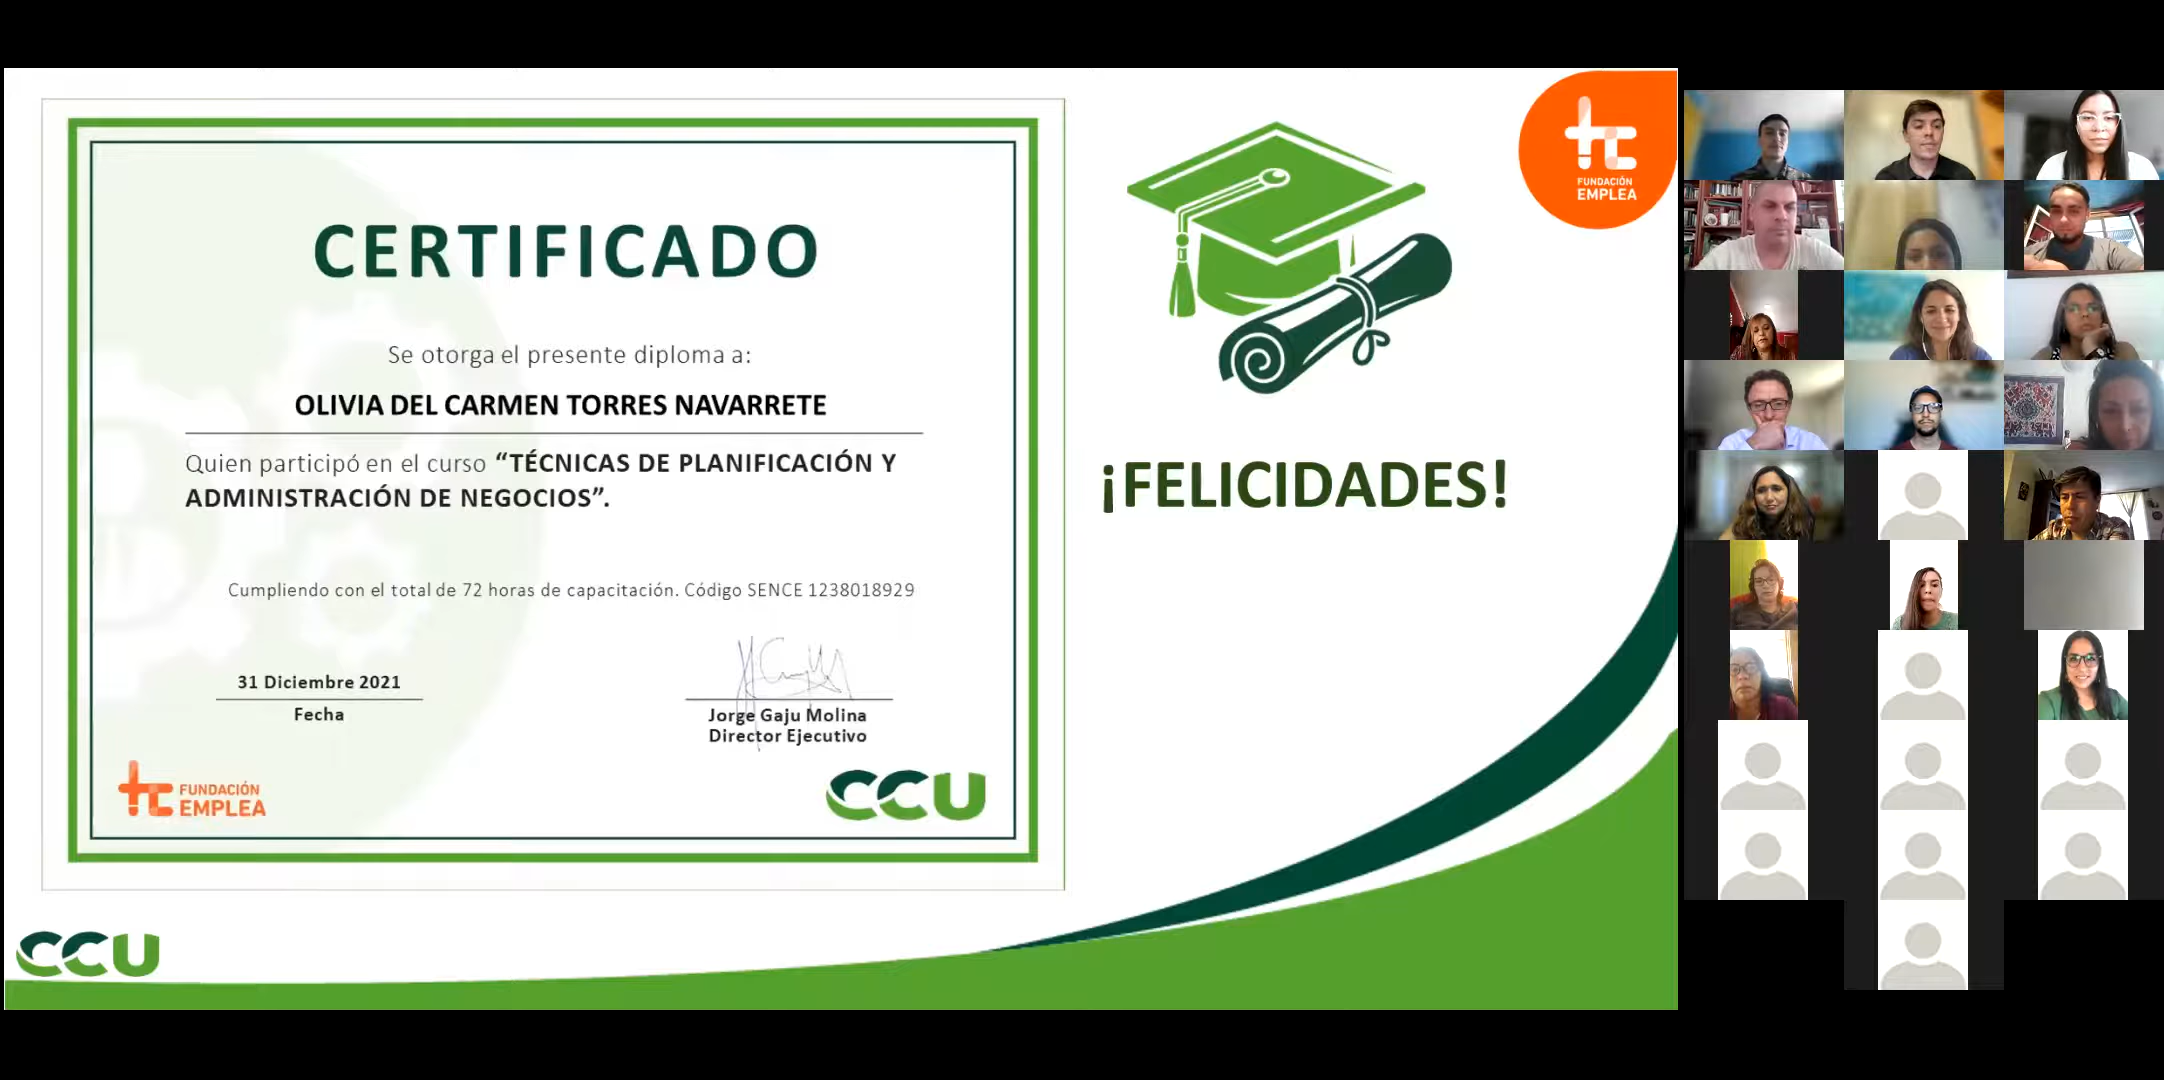 CERTIFICADO
Se otorga el presente diploma a:
OLIVIA DEL CARMEN TORRES NAVARRETE
Quien participó en el curso “TÉCNICAS DE PLANIFICACIÓN Y
ADMINISTRACIÓN DE NEGOCIOS”.
Cumpliendo con el total de 72 horas de capacitación. Código SENCE 1238018929
31 Diciembre 2021
Fecha
Jorge Gaju Molina
Director Ejecutivo
FUNDACIÓN
EMPLEA
CCU
¡FELICIDADES!
FUNDACIÓN
EMPLEA
CCU